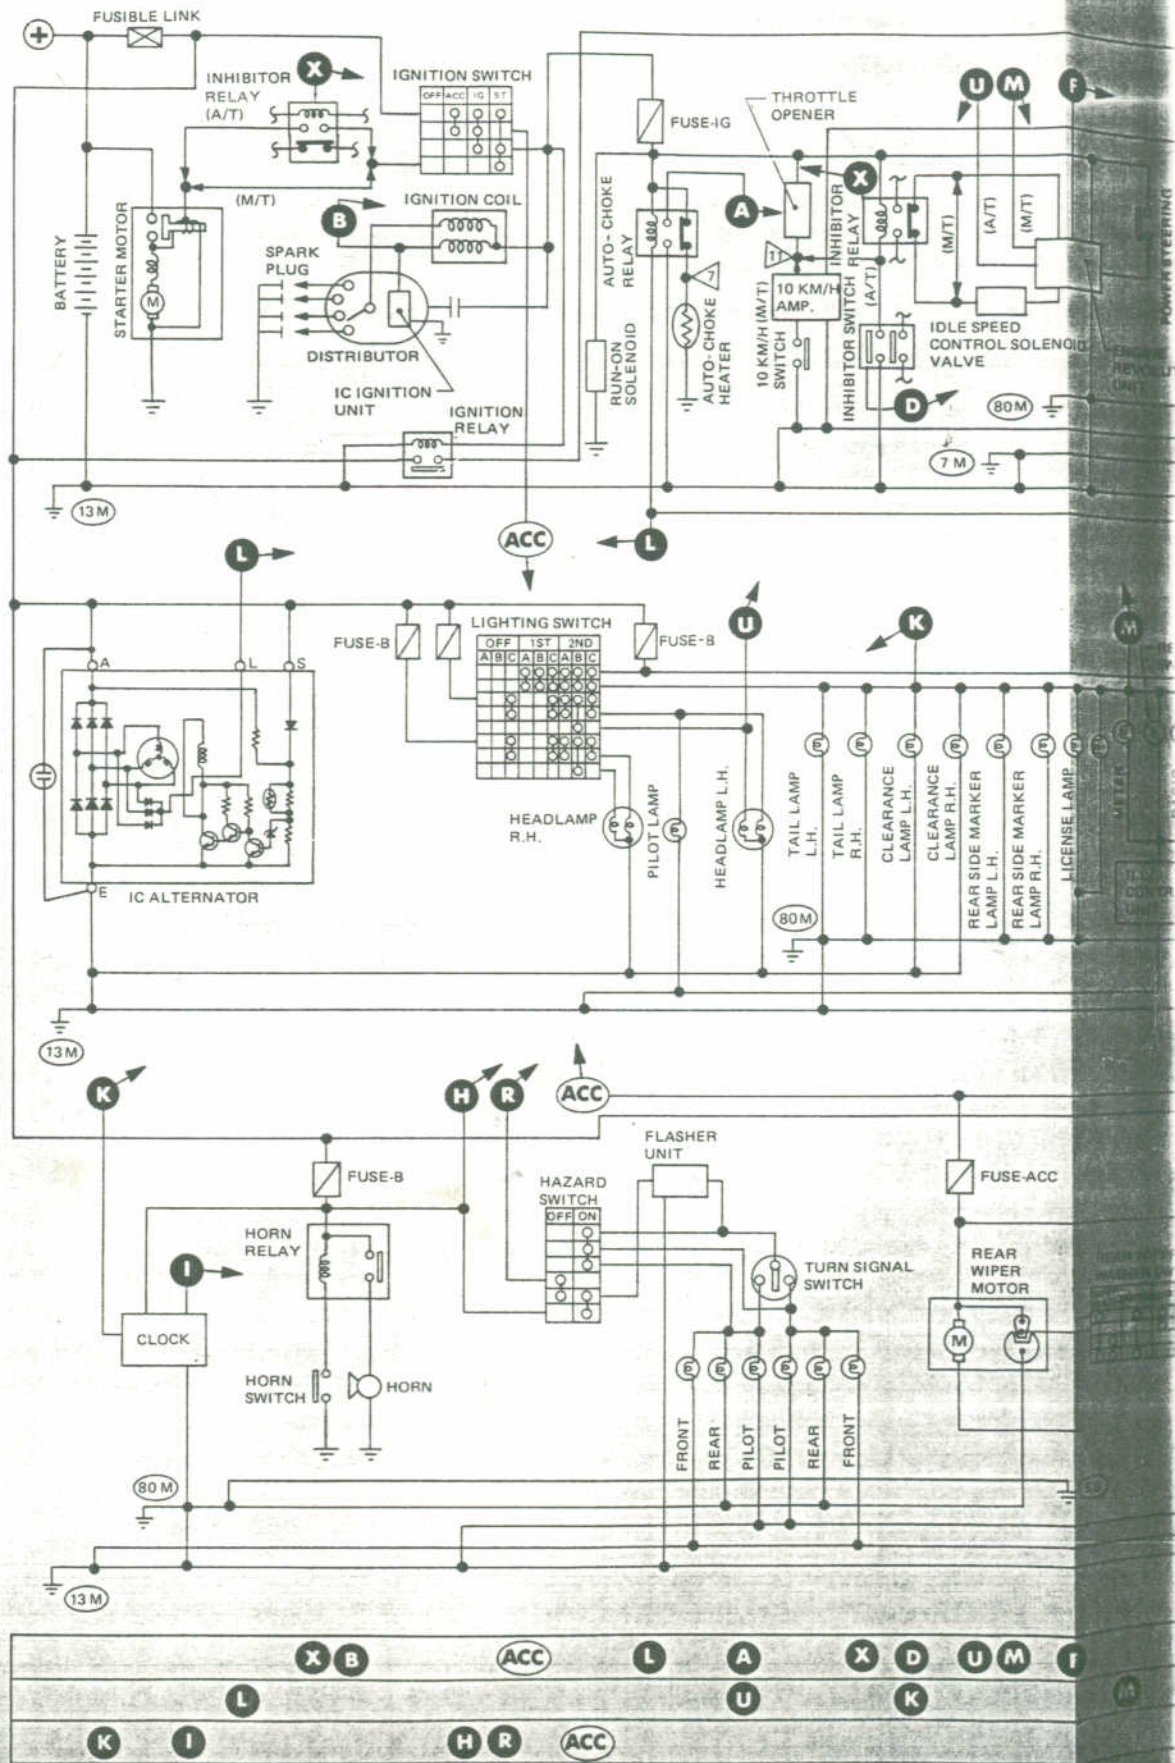 FUSIBLE LINK
+
INHIBITOR
RELAY
(A/T)
X
IGNITION SWITCH
OFF ACC IG ST
FUSE-IG
THROTTLE
OPENER
U M F
(M/T)
B
IGNITION COIL
BATTERY
STARTER MOTOR
M
SPARK
PLUG
DISTRIBUTOR
IC IGNITION
UNIT
IGNITION
RELAY
AUTO-CHOKE
RELAY
A
X
INHIBITOR
RELAY
(M/T)
(A/T)
(M/T)
11
7
10 KM/H
AMP.
(A/T)
RUN-ON
SOLENOID
AUTO-CHOKE
HEATER
10 KM/H (M/T)
SWITCH
INHIBITOR SWITCH
IDLE SPEED
CONTROL SOLENOID
VALVE
D
80M
7 M
13 M
ACC
L
L
U
K
M
FUSE-B
LIGHTING SWITCH
OFF 1ST 2ND
A B C A B C A B C
FUSE-B
A
L
S
E
IC ALTERNATOR
HEADLAMP
R.H.
PILOT LAMP
HEADLAMP L.H.
TAIL LAMP
L.H.
TAIL LAMP
R.H.
CLEARANCE
LAMP L.H.
CLEARANCE
LAMP R.H.
REAR SIDE MARKER
LAMP L.H.
REAR SIDE MARKER
LAMP R.H.
LICENSE LAMP
METER
80M
13M
K
H
R
ACC
FUSE-B
FLASHER
UNIT
FUSE-ACC
HAZARD
SWITCH
OFF ON
HORN
RELAY
I
TURN SIGNAL
SWITCH
REAR
WIPER
MOTOR
M
CLOCK
HORN
SWITCH
HORN
FRONT
REAR
PILOT
PILOT
REAR
FRONT
80M
13M
X B ACC L A X D U M F
L U K M
K I H R ACC